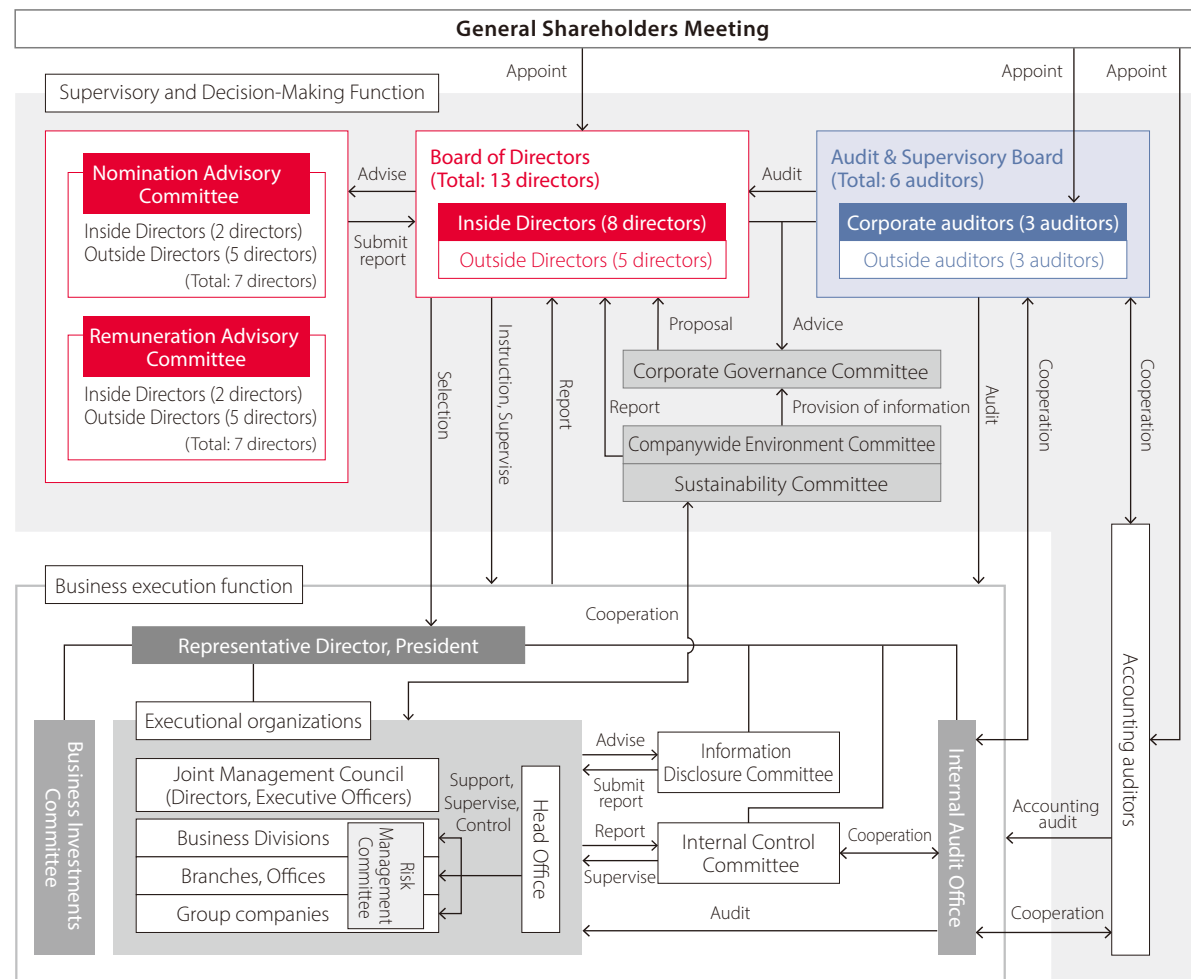 General Shareholders Meeting
Appoint
Appoint
Appoint
Supervisory and Decision-Making Function
Nomination Advisory
Committee
Inside Directors (2 directors)
Outside Directors (5 directors)
(Total: 7 directors)
Remuneration Advisory
Committee
Inside Directors (2 directors)
Outside Directors (5 directors)
(Total: 7 directors)
Advise
Submit
report
Board of Directors
(Total: 13 directors)
Inside Directors (8 directors)
Outside Directors (5 directors)
Audit
Audit & Supervisory Board
(Total: 6 auditors)
Corporate auditors (3 auditors)
Outside auditors (3 auditors)
Selection
Instruction, Supervise
Report
Proposal
Advice
Corporate Governance Committee
Report
Provision of information
Companywide Environment Committee
Sustainability Committee
Audit
Cooperation
Cooperation
Business execution function
Cooperation
Representative Director, President
Business Investments
Committee
Executional organizations
Joint Management Council
(Directors, Executive Officers)
Business Divisions
Branches, Offices
Group companies
Risk
Management
Committee
Support,
Supervise,
Control
Head Office
Advise
Submit
report
Information
Disclosure Committee
Report
Supervise
Internal Control
Committee
Cooperation
Audit
Internal Audit Office
Accounting
audit
Cooperation
Accounting auditors